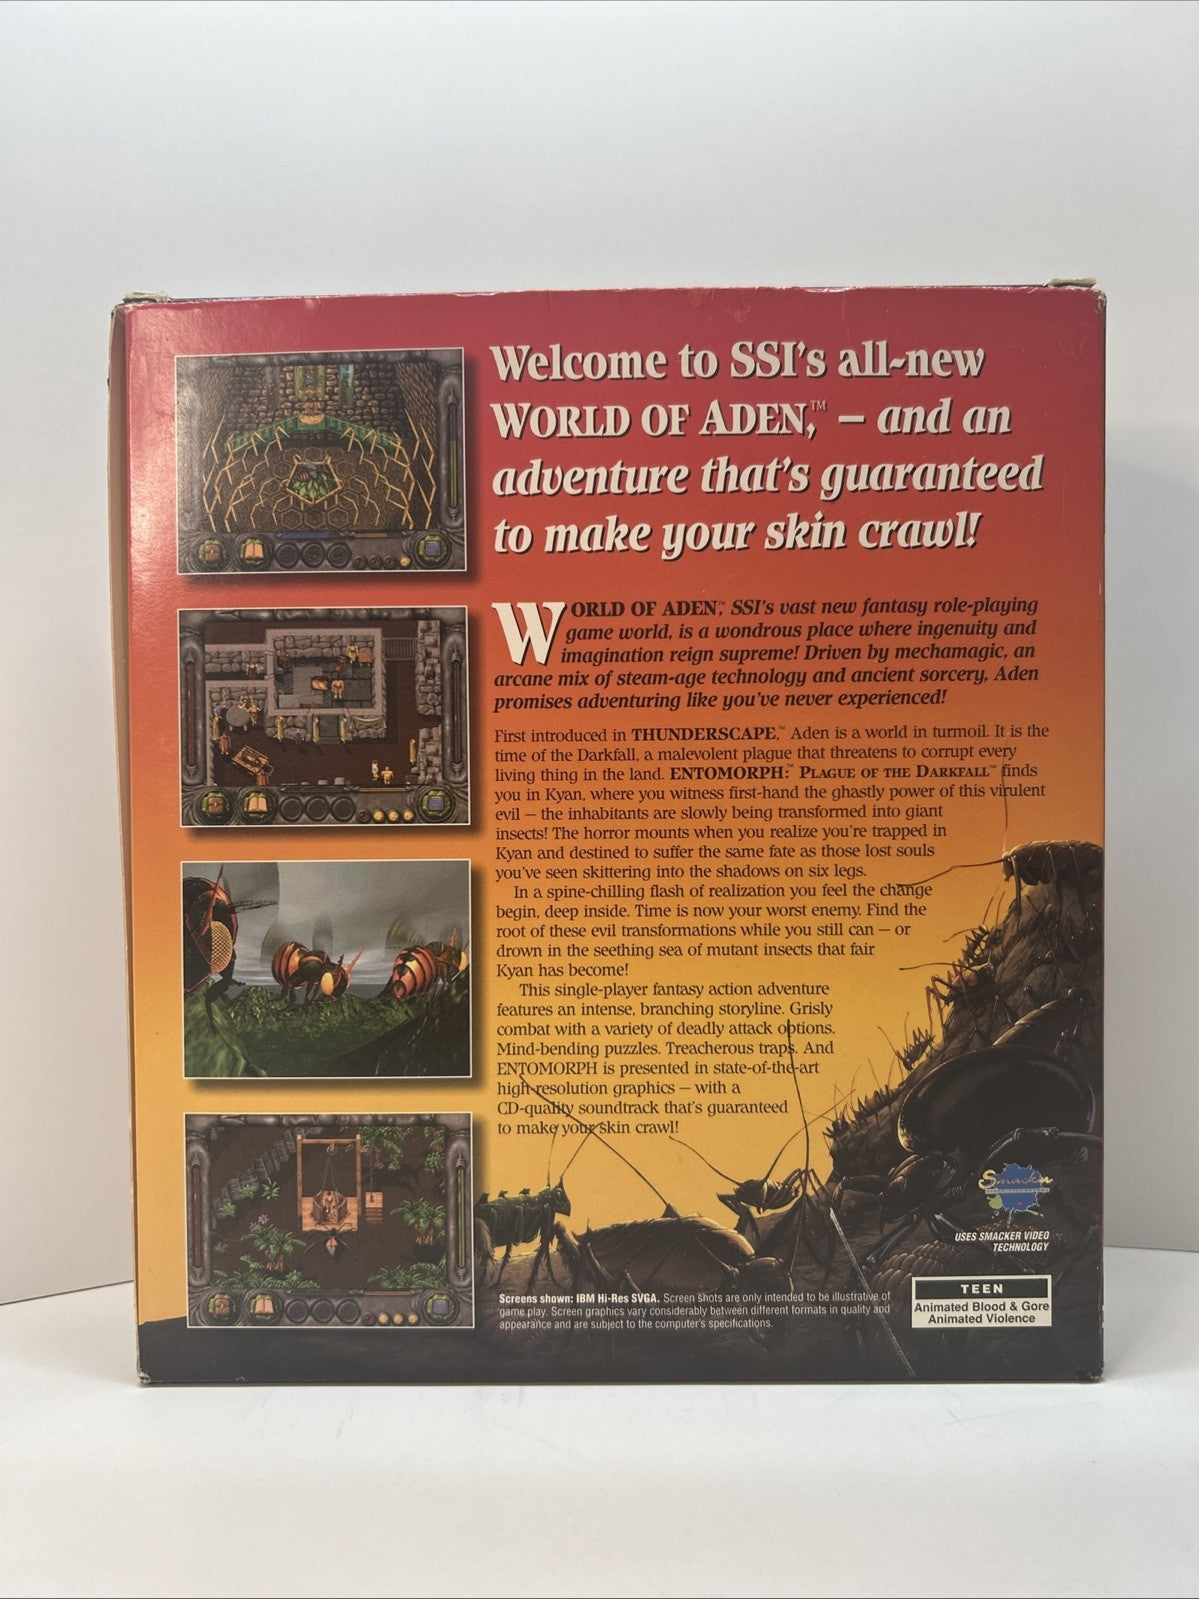 Welcome to SSI's all-new
WORLD OF ADEN,™ – and an
adventure that's guaranteed
to make your skin crawl!
WORLD OF ADEN,™ SSI's vast new fantasy role-playing
game world, is a wondrous place where ingenuity and
imagination reign supreme! Driven by mechamagic, an
arcane mix of steam-age technology and ancient sorcery, Aden
promises adventuring like you've never experienced!
First introduced in THUNDERSCAPE,™ Aden is a world in turmoil. It is the
time of the Darkfall, a malevolent plague that threatens to corrupt every
living thing in the land. ENTOMORPH:™ PLAGUE OF THE DARKFALL™ finds
you in Kyan, where you witness first-hand the ghastly power of this virulent
evil – the inhabitants are slowly being transformed into giant
insects! The horror mounts when you realize you're trapped in
Kyan and destined to suffer the same fate as those lost souls
you've seen skittering into the shadows on six legs.
In a spine-chilling flash of realization you feel the change
begin, deep inside. Time is now your worst enemy. Find the
root of these evil transformations while you still can – or
drown in the seething sea of mutant insects that fair
Kyan has become!
This single-player fantasy action adventure
features an intense, branching storyline. Grisly
combat with a variety of deadly attack options.
Mind-bending puzzles. Treacherous traps. And
ENTOMORPH is presented in state-of-the-art
high-resolution graphics – with a
CD-quality soundtrack that's guaranteed
to make your skin crawl!
Smacker
USES SMACKER VIDEO
TECHNOLOGY
TEEN
Animated Blood & Gore
Animated Violence
Screens shown: IBM Hi-Res SVGA. Screen shots are only intended to be illustrative of
game play. Screen graphics vary considerably between different formats in quality and
appearance and are subject to the computer's specifications.